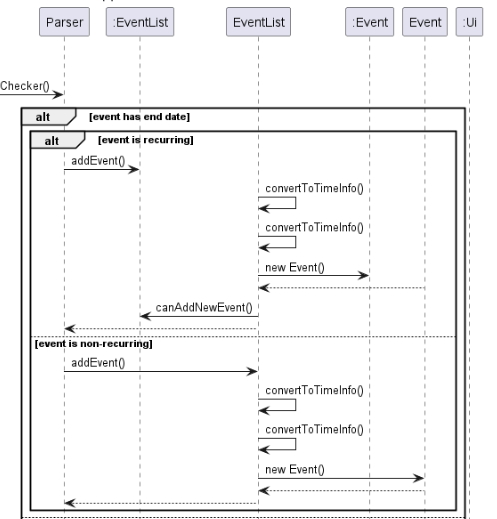 Parser :EventList EventList :Event Event :Ui
Checker()
alt [event has end date]
alt [event is recurring]
addEvent()
convertToTimeInfo()
convertToTimeInfo()
new Event()
canAddNewEvent()
[event is non-recurring]
addEvent()
convertToTimeInfo()
convertToTimeInfo()
new Event()